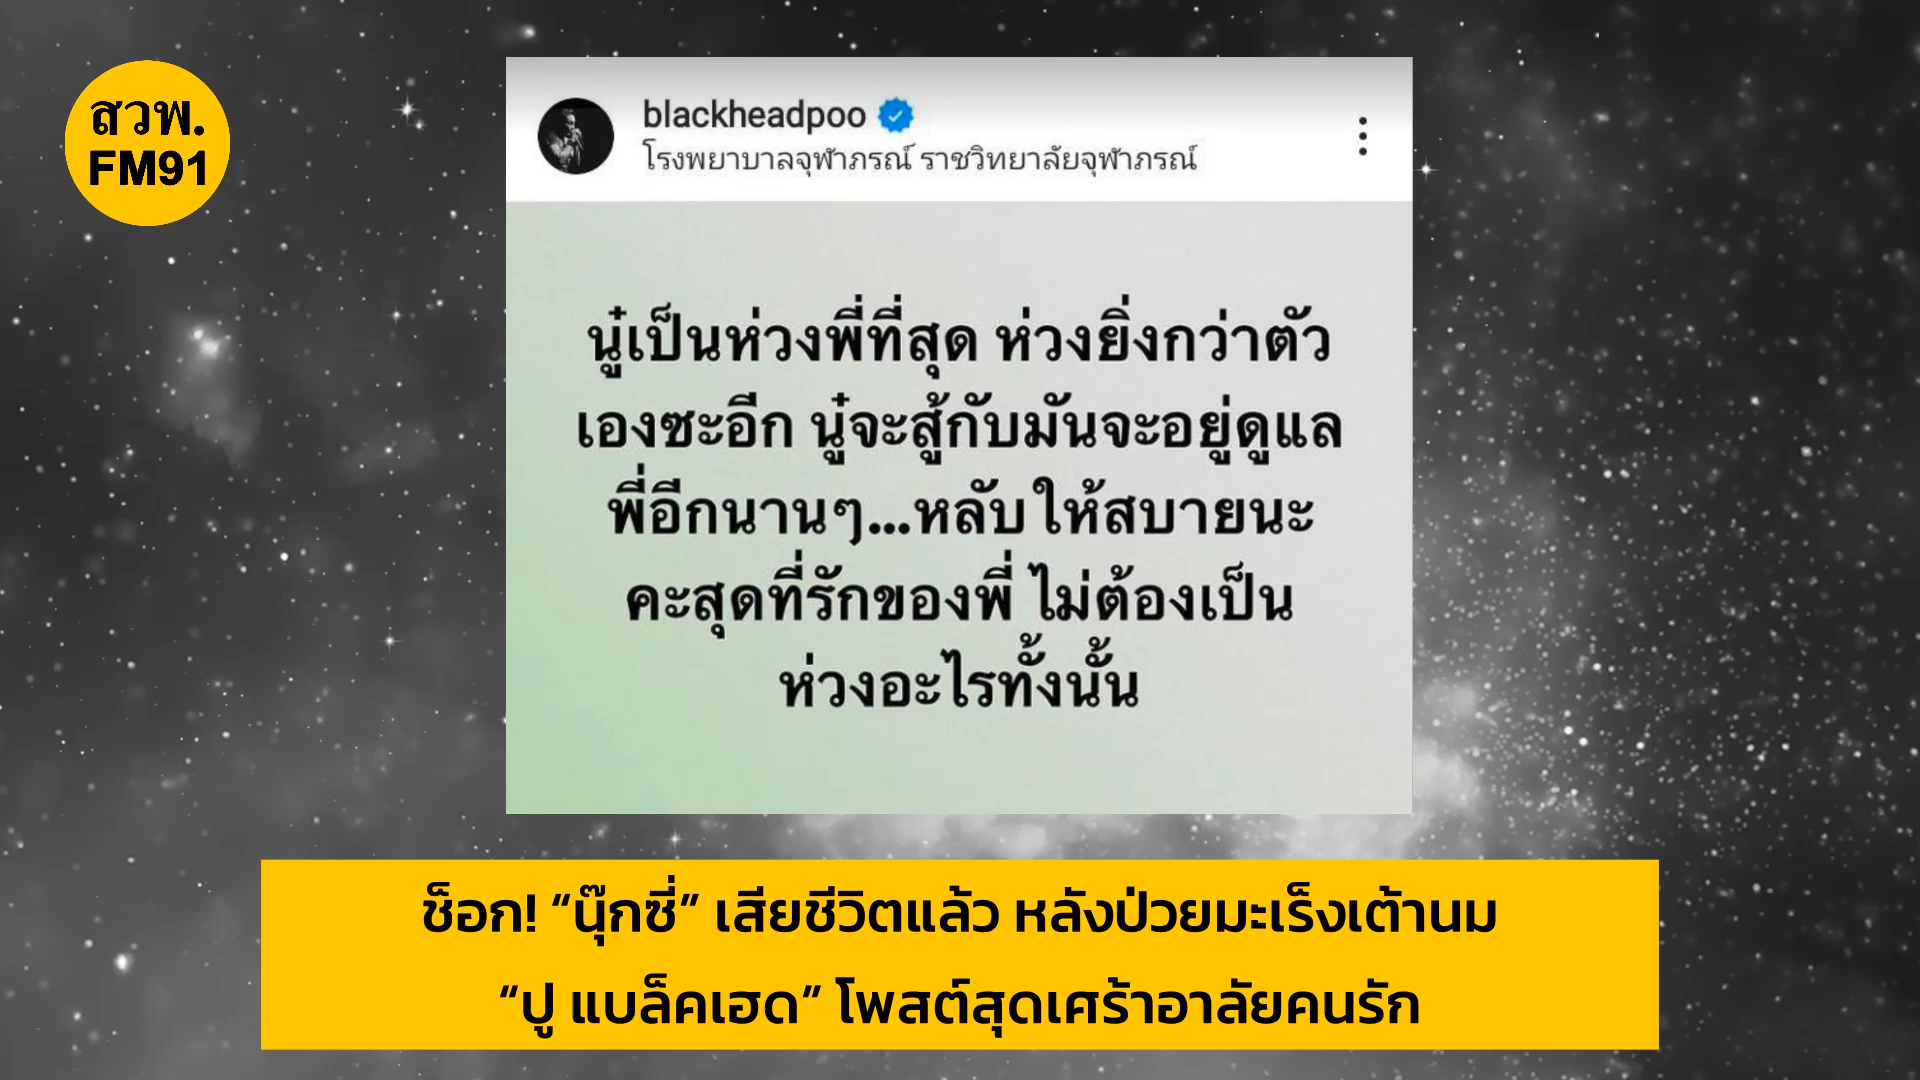 สวพ.
FM91
blackheadpoo
โรงพยาบาลจุฬาภรณ์ ราชวิทยาลัยจุฬาภรณ์
นู๋เป็นห่วงพี่ที่สุด ห่วงยิ่งกว่าตัว
เองซะอีก นู๋จะสู้กับมันจะอยู่ดูแล
พี่อีกนานๆ...หลับให้สบายนะ
คะสุดที่รักของพี่ ไม่ต้องเป็น
ห่วงอะไรทั้งนั้น
ช็อก! “นุ๊กซี่” เสียชีวิตแล้ว หลังป่วยมะเร็งเต้านม
“ปู แบล็คเฮด” โพสต์สุดเศร้าอาลัยคนรัก